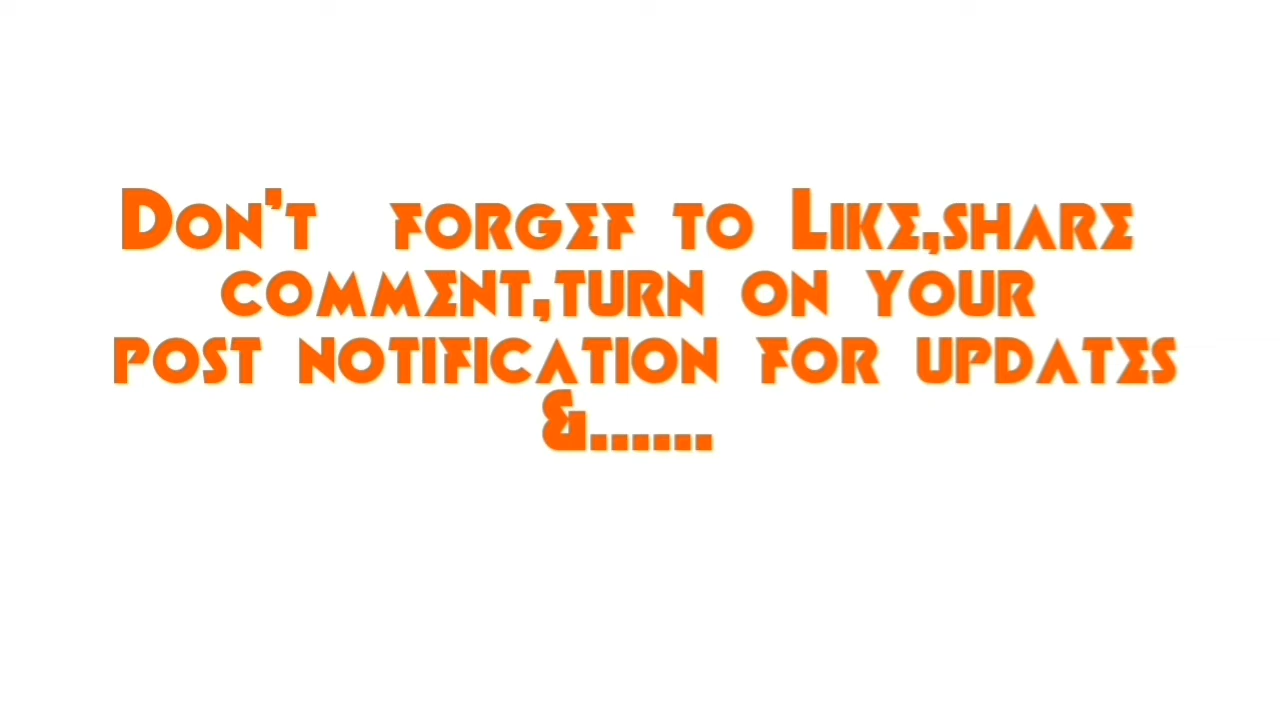 Don't forgef to Like,share
comment,turn on your
post notification for updates
&......